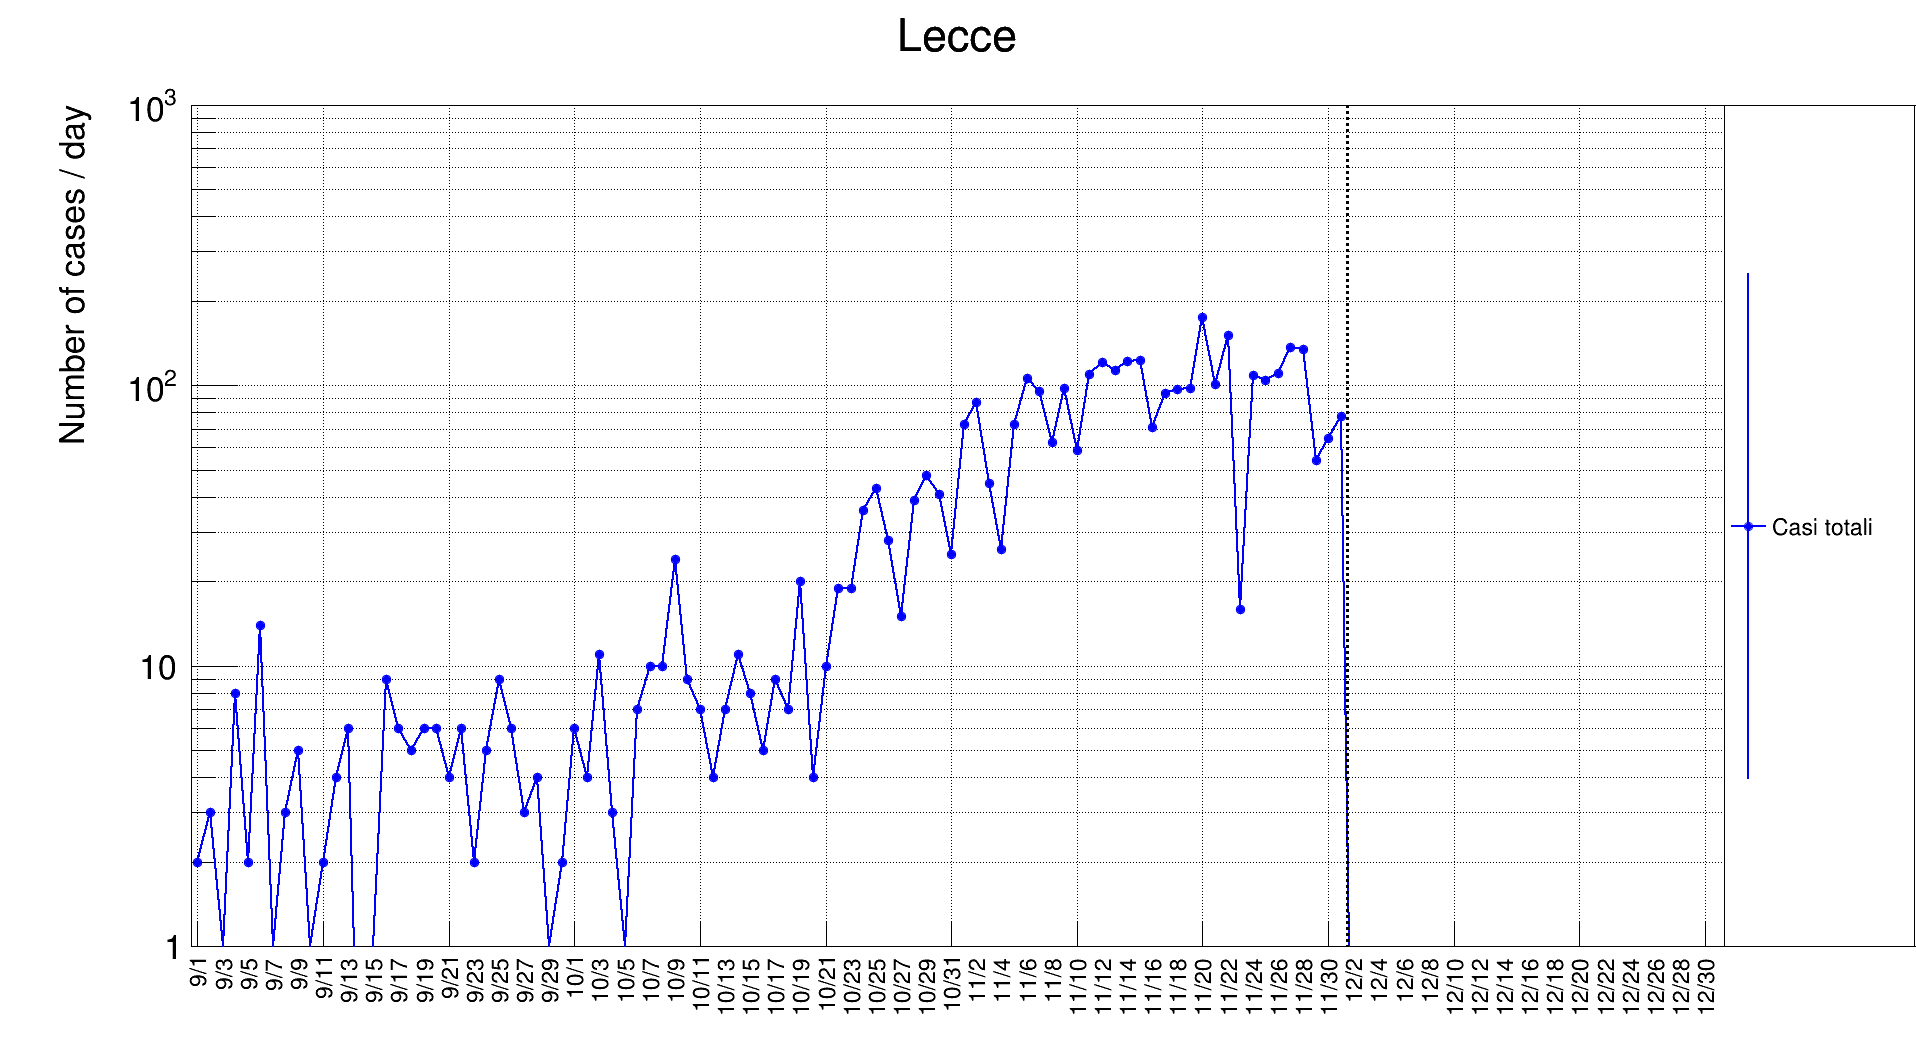 Lecce
Number of cases / day
10³
10²
10
1
9/1 9/3 9/5 9/7 9/9 9/11 9/13 9/15 9/17 9/19 9/21 9/23 9/25 9/27 9/29 10/1 10/3 10/5 10/7 10/9 10/11 10/13 10/15 10/17 10/19 10/21 10/23 10/25 10/27 10/29 10/31 11/2 11/4 11/6 11/8 11/10 11/12 11/14 11/16 11/18 11/20 11/22 11/24 11/26 11/28 11/30 12/2 12/4 12/6 12/8 12/10 12/12 12/14 12/16 12/18 12/20 12/22 12/24 12/26 12/28 12/30
Casi totali